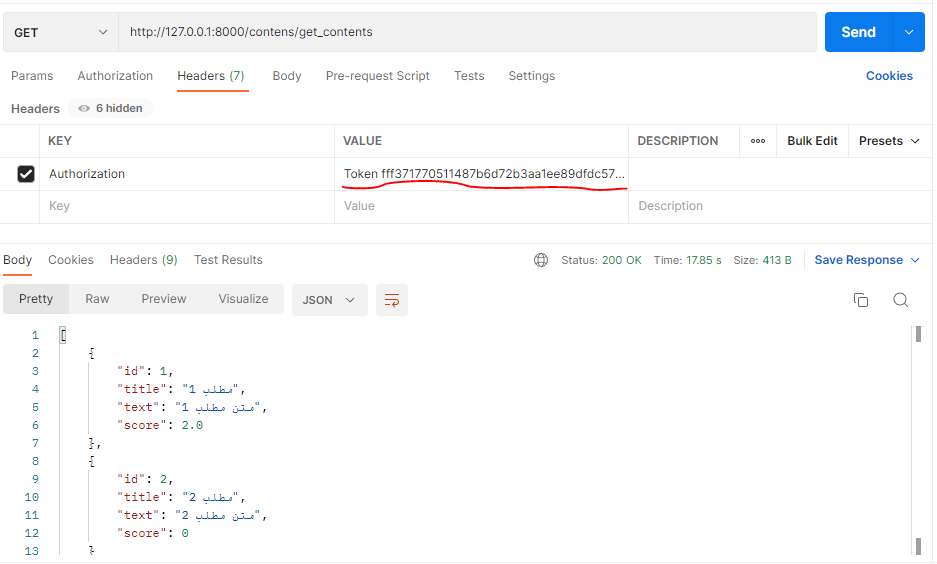 GET http://127.0.0.1:8000/contens/get_contents Send
Params Authorization Headers (7) Body Pre-request Script Tests Settings Cookies
Headers 6 hidden
KEY VALUE DESCRIPTION Bulk Edit Presets
Authorization Token fff371770511487b6d72b3aa1ee89dfdc57...
Key Value Description
Body Cookies Headers (9) Test Results Status: 200 OK Time: 17.85 s Size: 413 B Save Response
Pretty Raw Preview Visualize JSON
1 [
2 {
3 "id": 1,
4 "title": "مطلب 1",
5 "text": "متن مطلب 1",
6 "score": 2.0
7 },
8 {
9 "id": 2,
10 "title": "مطلب 2",
11 "text": "متن مطلب 2",
12 "score": 0
13 }